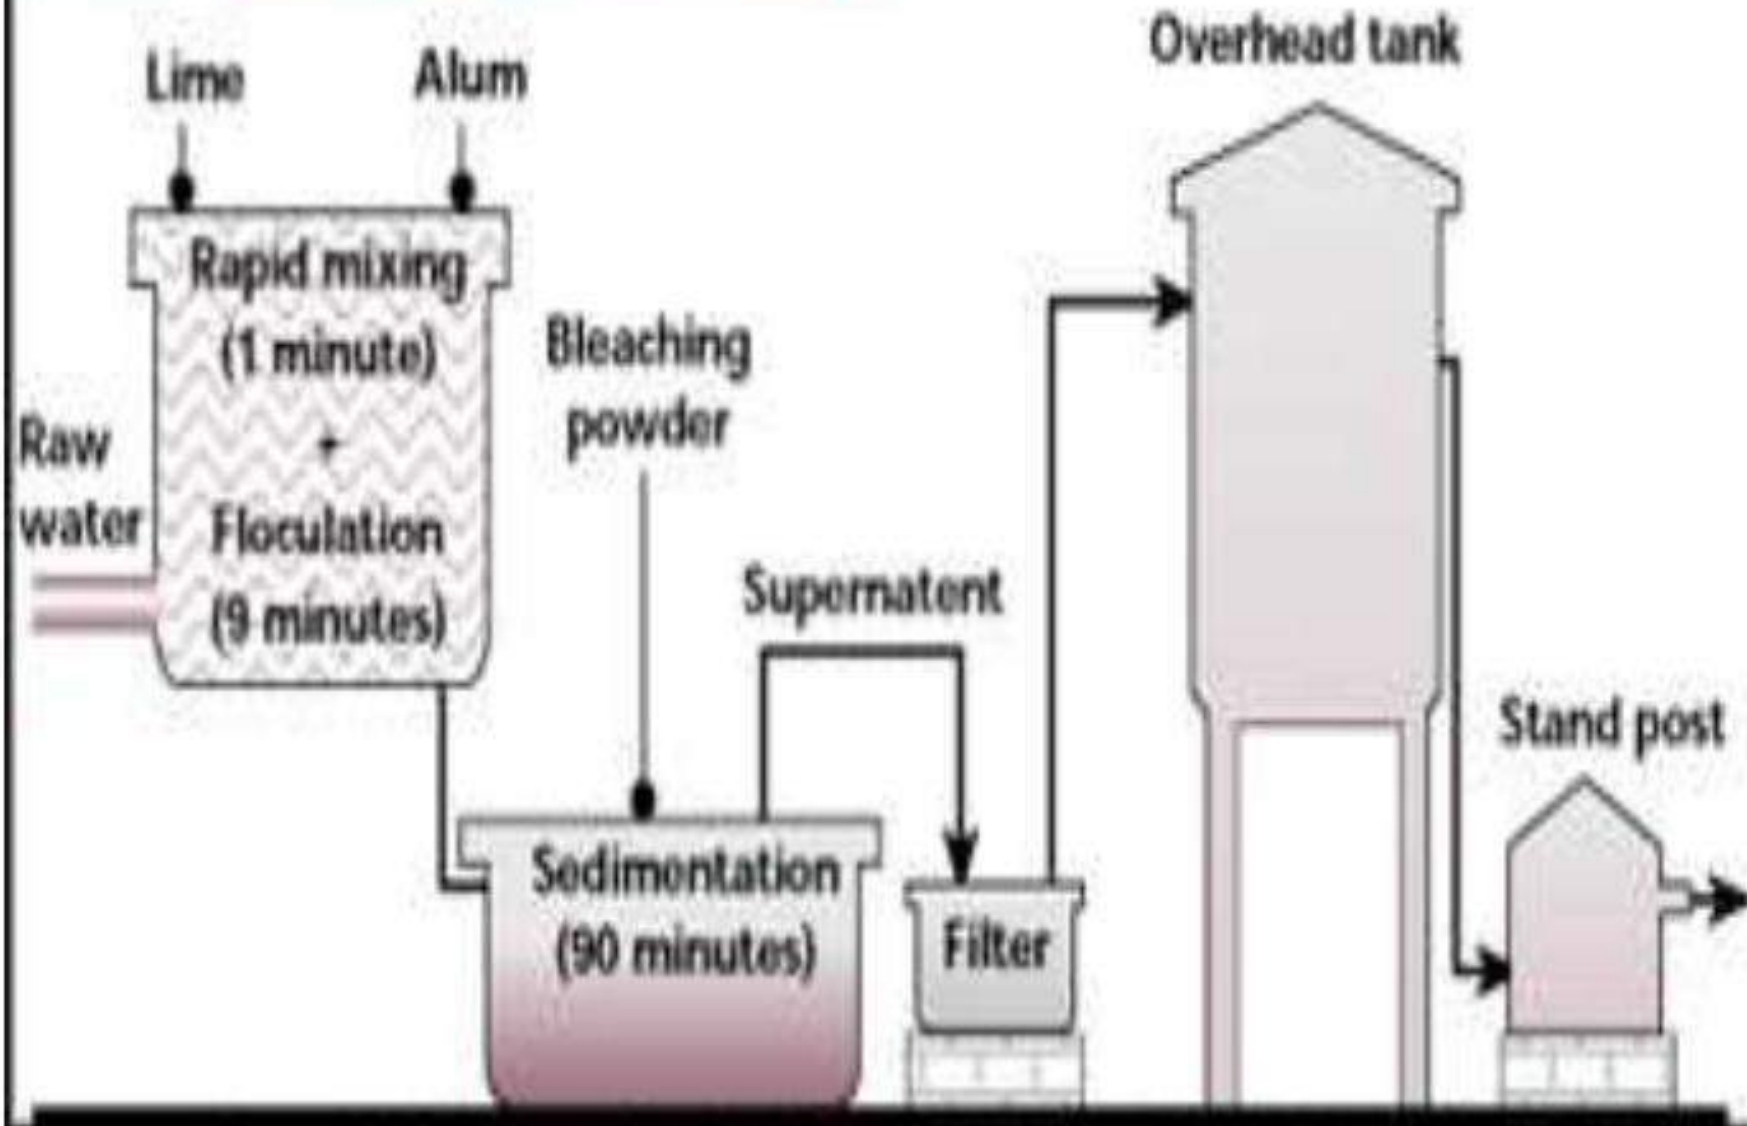 Lime
Alum
Overhead tank
Rapid mixing
(1 minute)
+
Floculation
(9 minutes)
Raw
water
Bleaching
powder
Supernatent
Sedimentation
(90 minutes)
Filter
Stand post